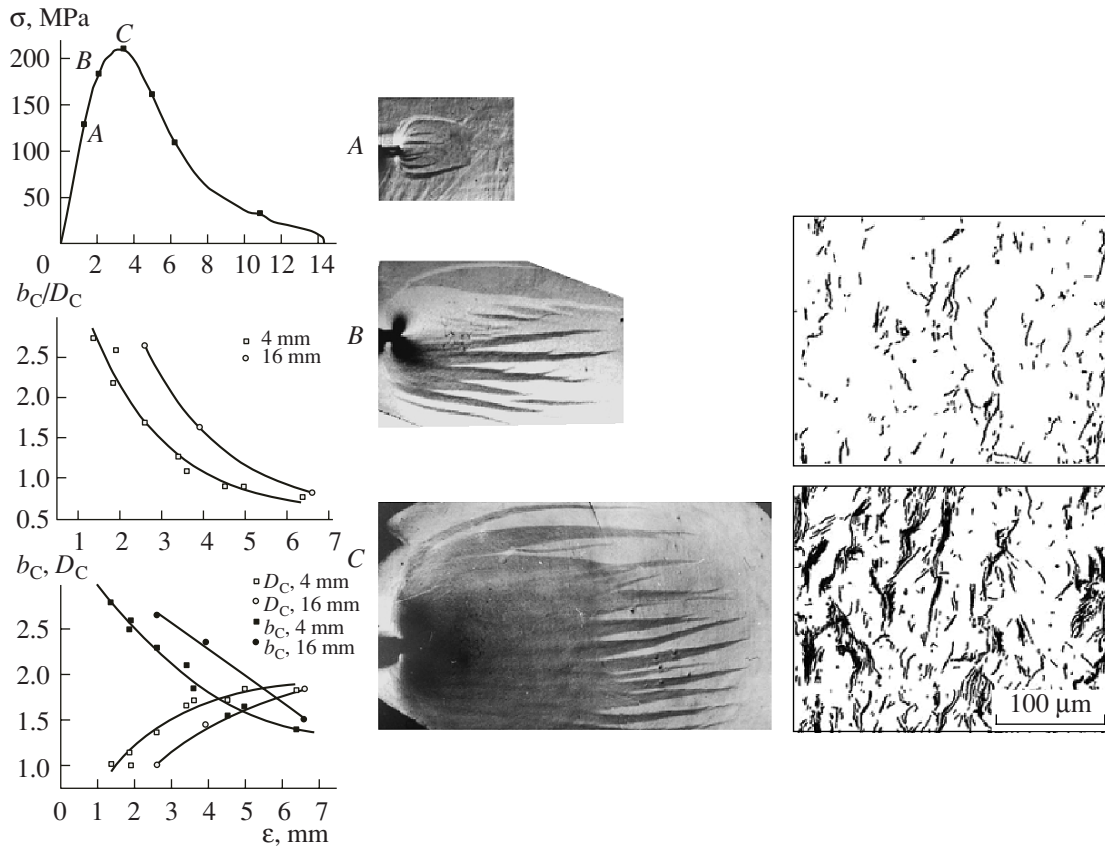 σ, MPa
C
200
B
150
A
100
50
0 2 4 6 8 10 12 14
A
b_C/D_C
4 mm
16 mm
2.5
2.0
1.5
1.0
0.5
1 2 3 4 5 6 7
B
b_C, D_C
D_C, 4 mm
D_C, 16 mm
b_C, 4 mm
b_C, 16 mm
2.5
2.0
1.5
1.0
0 1 2 3 4 5 6 7
ε, mm
C
100 μm